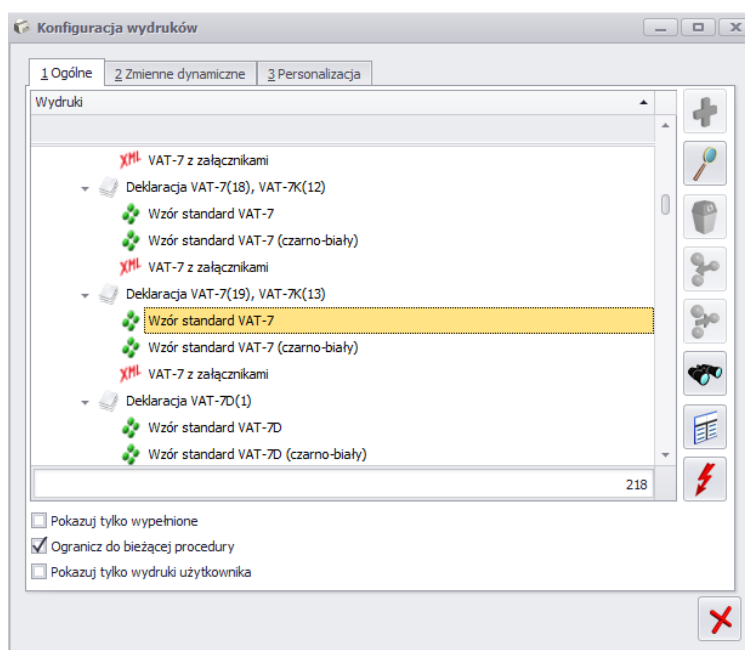 Konfiguracja wydruków
1 Ogólne 2 Zmienne dynamiczne 3 Personalizacja
Wydruki
XML VAT-7 z załącznikami
Deklaracja VAT-7(18), VAT-7K(12)
Wzór standard VAT-7
Wzór standard VAT-7 (czarno-biały)
XML VAT-7 z załącznikami
Deklaracja VAT-7(19), VAT-7K(13)
Wzór standard VAT-7
Wzór standard VAT-7 (czarno-biały)
XML VAT-7 z załącznikami
Deklaracja VAT-7D(1)
Wzór standard VAT-7D
Wzór standard VAT-7D (czarno-biały)
218
Pokazuj tylko wypełnione
Ogranicz do bieżącej procedury
Pokazuj tylko wydruki użytkownika